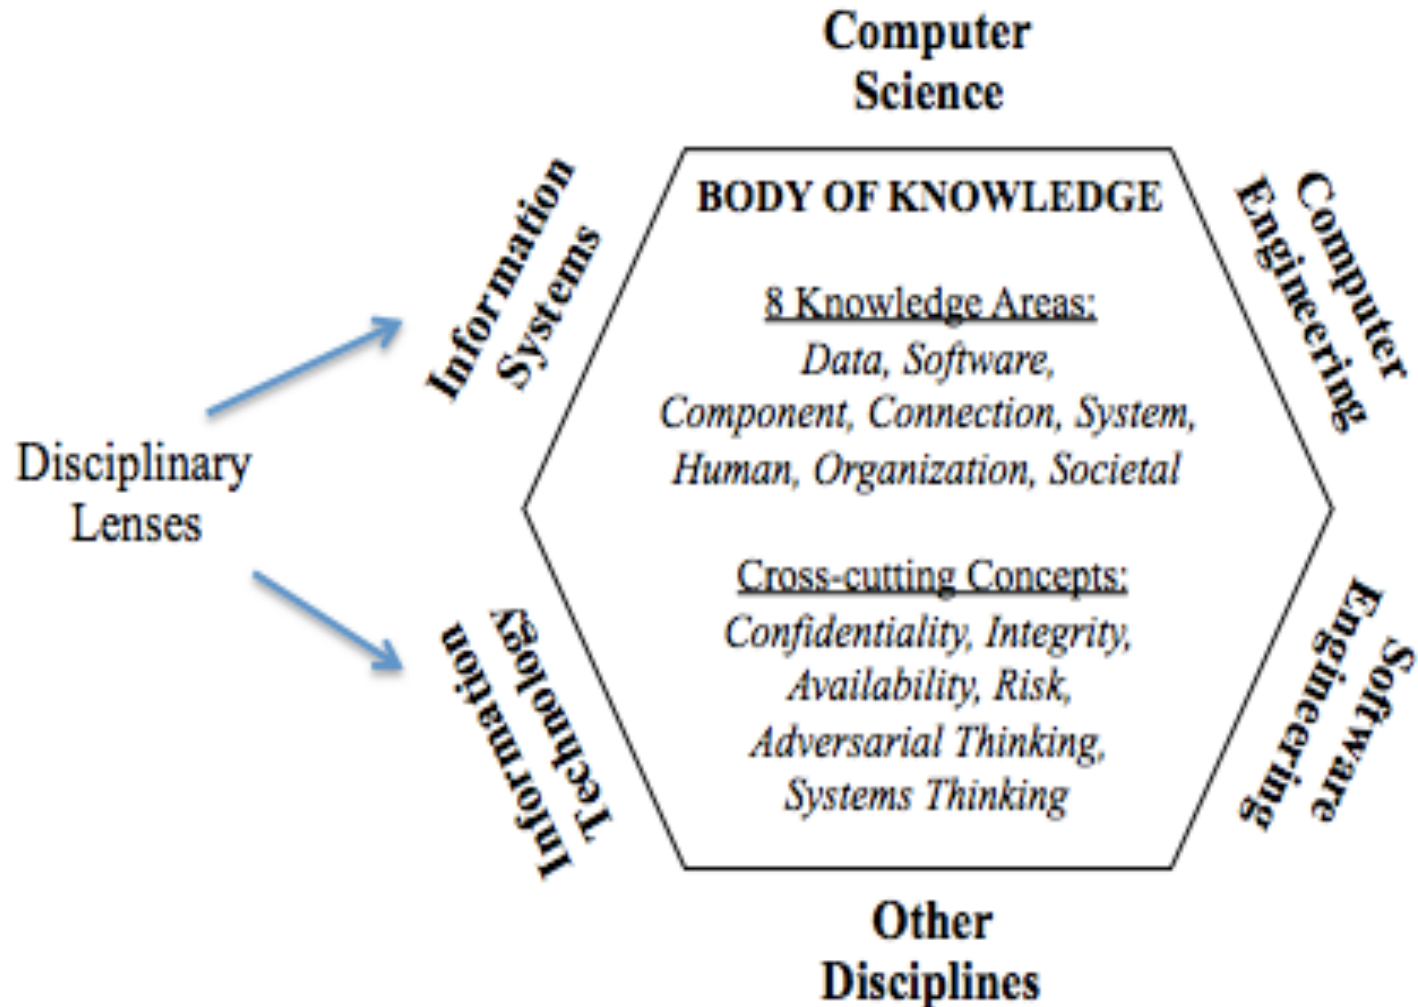 Computer
Science
Information
Systems
Computer
Engineering
BODY OF KNOWLEDGE
8 Knowledge Areas:
Data, Software,
Component, Connection, System,
Human, Organization, Societal
Disciplinary
Lenses
Cross-cutting Concepts:
Confidentiality, Integrity,
Availability, Risk,
Adversarial Thinking,
Systems Thinking
Information
Technology
Software
Engineering
Other
Disciplines